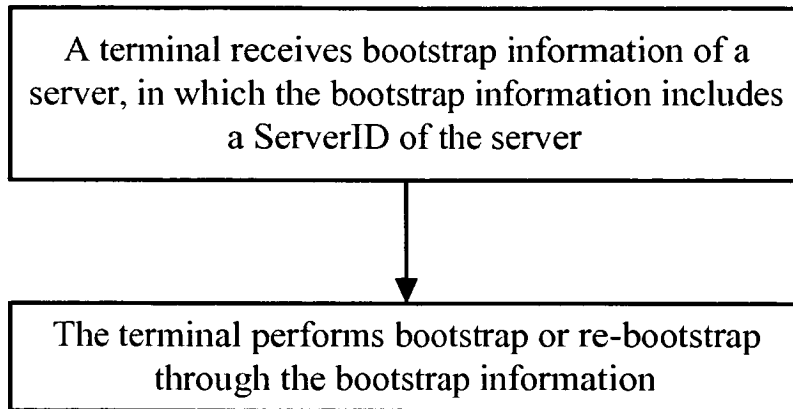 A terminal receives bootstrap information of a
server, in which the bootstrap information includes
a ServerID of the server
The terminal performs bootstrap or re-bootstrap
through the bootstrap information